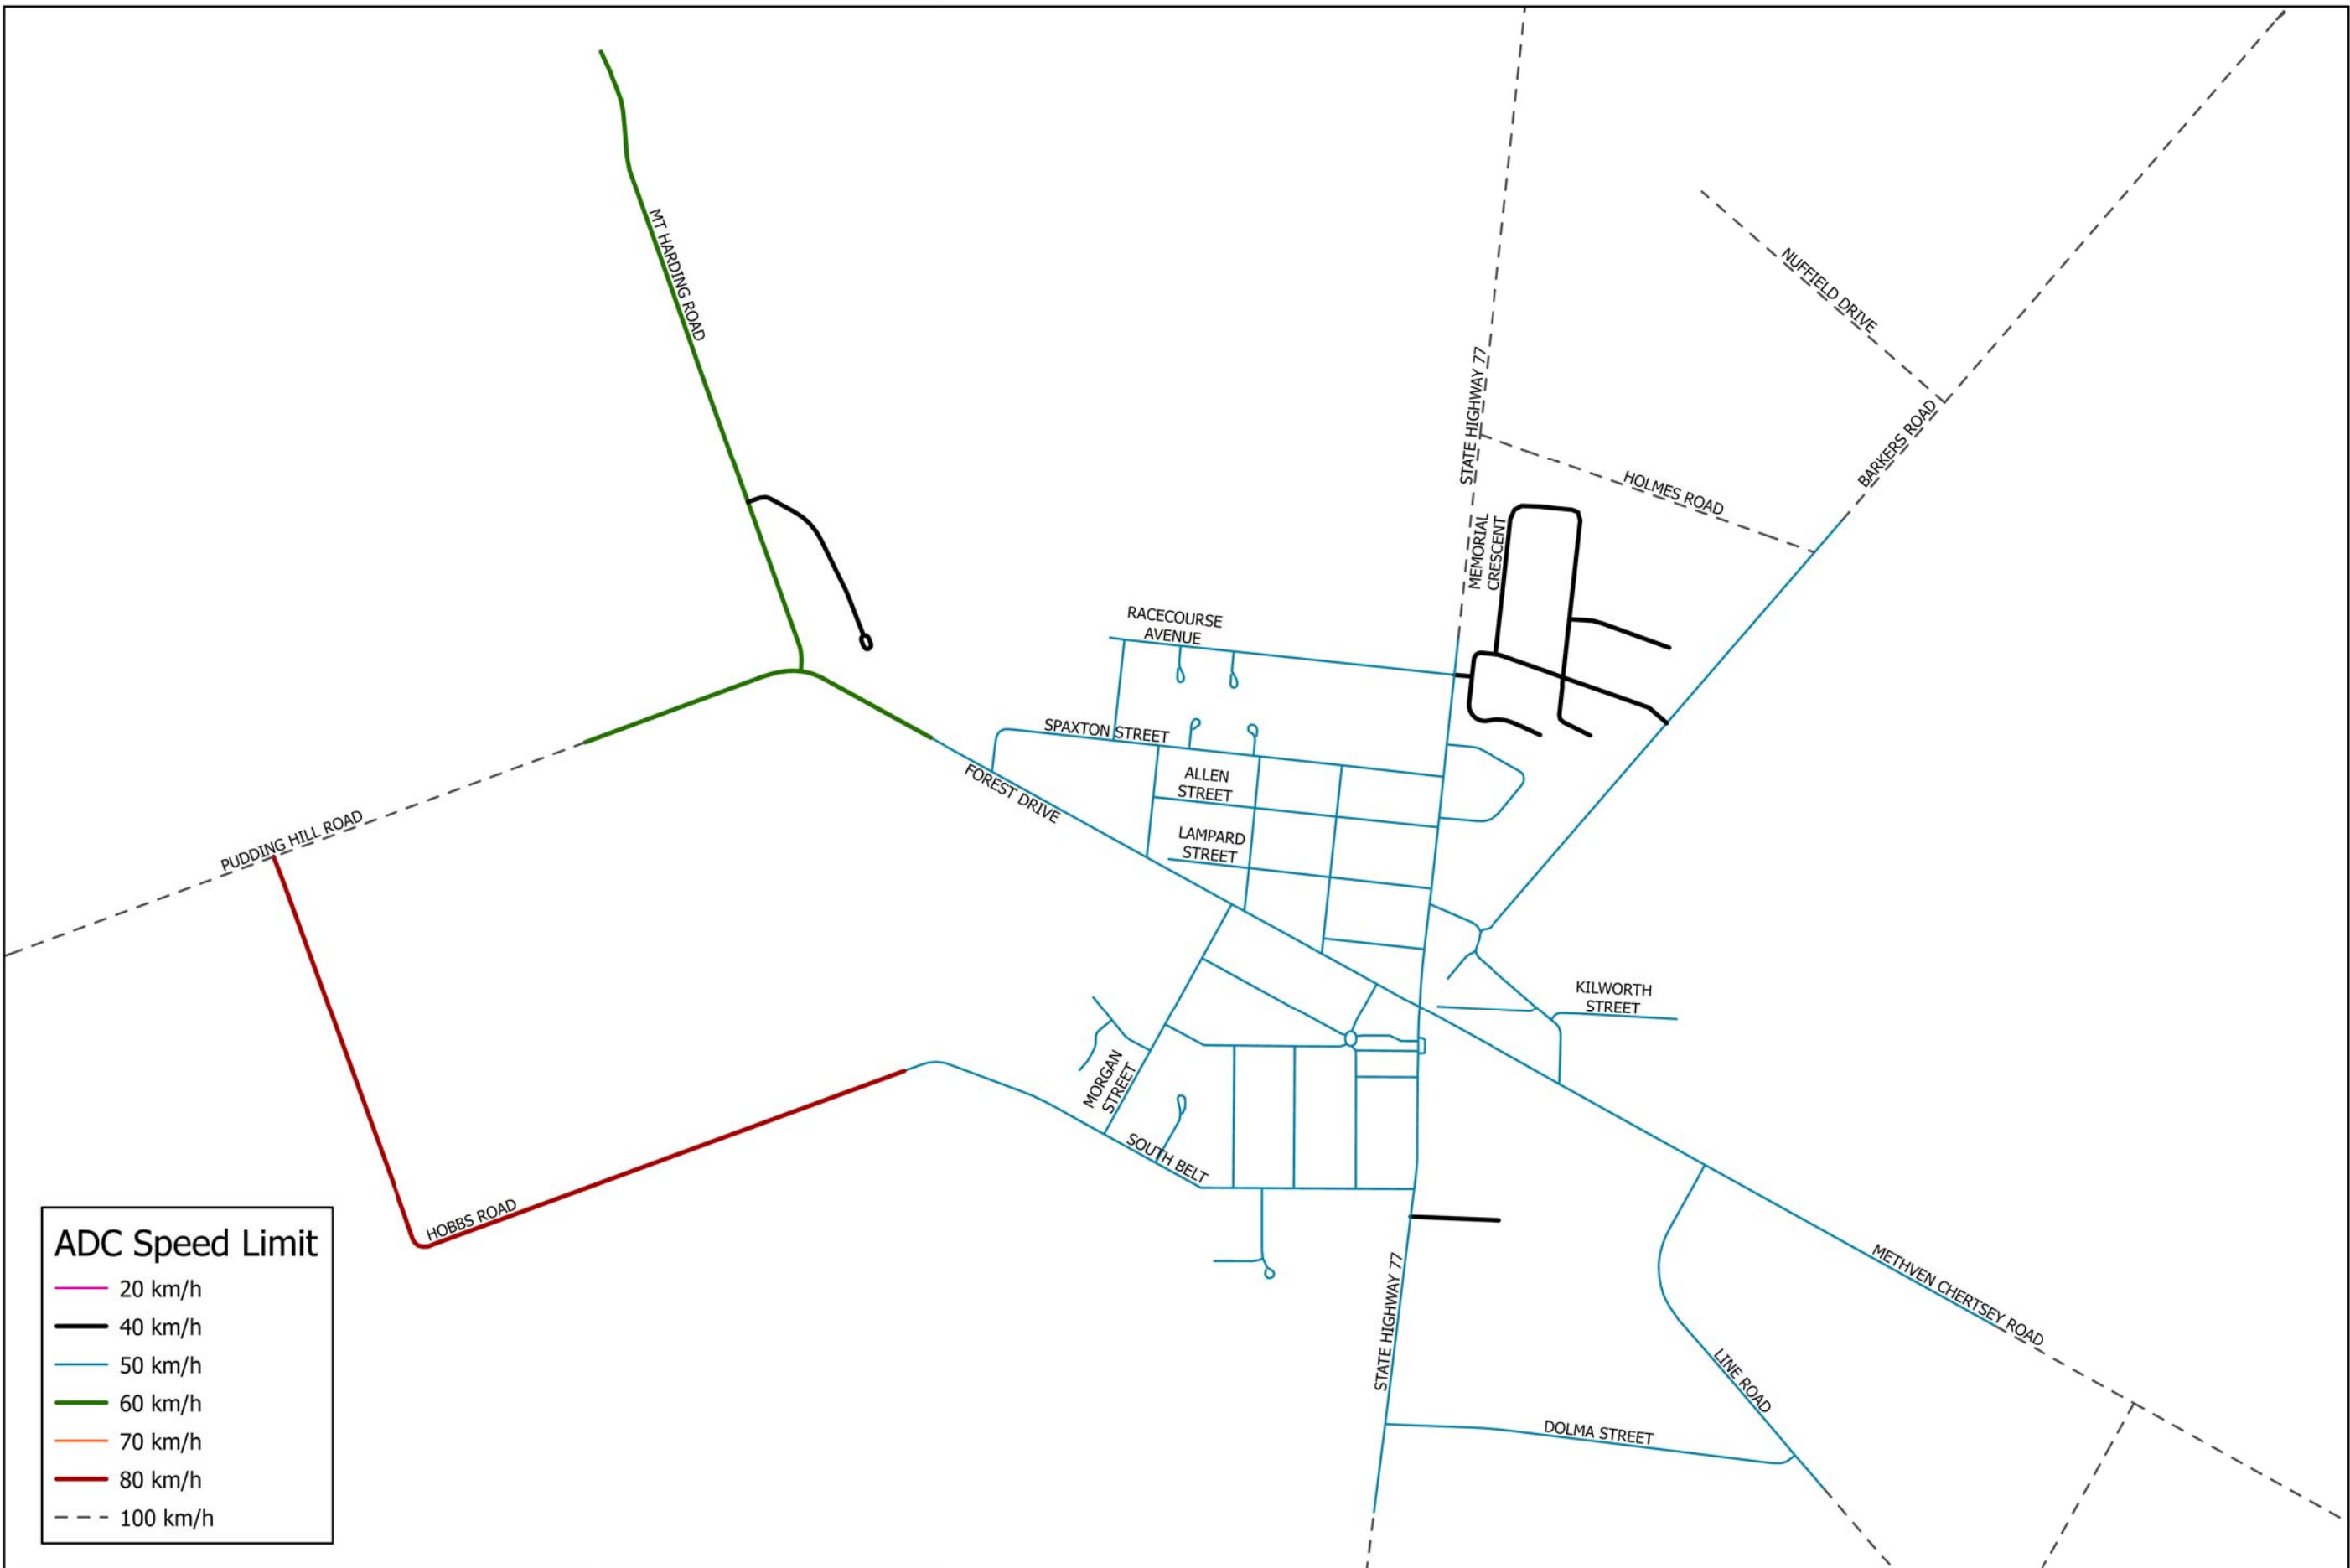 MT HARDING ROAD
NUFFIELD DRIVE
STATE HIGHWAY 77
BARKERS ROAD
HOLMES ROAD
MEMORIAL
CRESCENT
RACECOURSE
AVENUE
SPAXTON STREET
FOREST DRIVE
ALLEN
STREET
LAMPARD
STREET
PUDDING HILL ROAD
KILWORTH
STREET
MORGAN
STREET
SOUTH BELT
HOBBS ROAD
STATE HIGHWAY 77
METHVEN CHERTSEY ROAD
LINE ROAD
DOLMA STREET
ADC Speed Limit
20 km/h
40 km/h
50 km/h
60 km/h
70 km/h
80 km/h
100 km/h